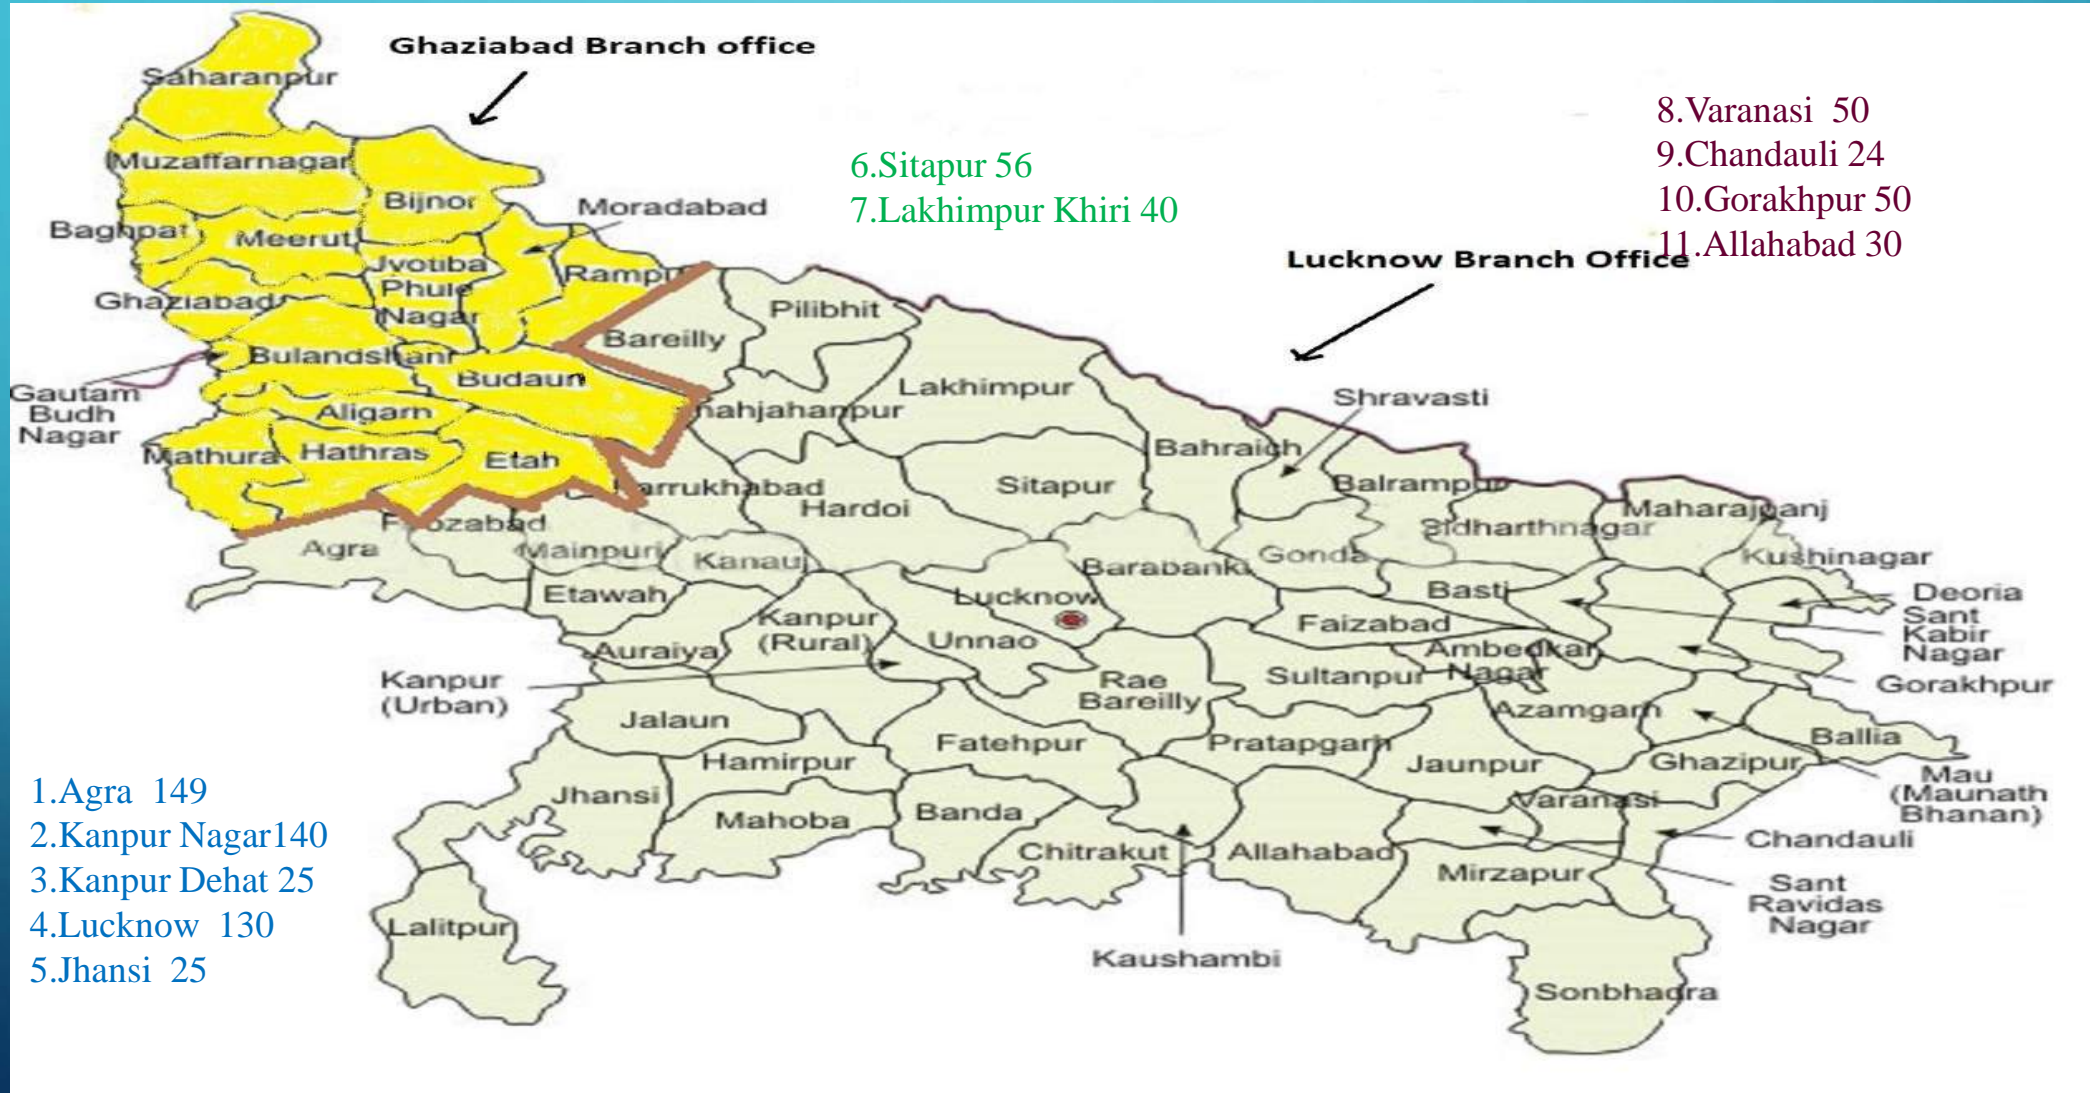 Ghaziabad Branch office
Saharanpur
8.Varanasi  50
9.Chandauli 24
10.Gorakhpur 50
11.Allahabad 30
6.Sitapur 56
7.Lakhimpur Khiri 40
Lucknow Branch Office
Muzaffarnagar
Bijnor
Moradabad
Baghpat
Meerut
Jyotiba
Phule
Nagar
Ghaziabad
Pilibhit
Bareilly
Budaun
Gautam
Budh
Nagar
Lakhimpur
Shravasti
Mathura
Hathras
Etah
Bahraich
Sitapur
Hardoi
Maharajganj
Agra
Mainpuri
Kanauj
Barabanki
Gonda
Kushinagar
Etawah
Lucknow
Basti
Deoria
Sant
Kabir
Nagar
Kanpur
(Rural)
Unnao
Faizabad
Auraiya
Ambedkar
Nagar
Kanpur
(Urban)
Rae
Bareilly
Sultanpur
Gorakhpur
Jalaun
Azamgarh
Fatehpur
Pratapgarh
Ballia
Hamirpur
Jaunpur
Ghazipur
Mau
(Maunath
Bhanan)
1.Agra  149
2.Kanpur Nagar140
3.Kanpur Dehat 25
4.Lucknow  130
5.Jhansi  25
Jhansi
Mahoba
Banda
Varanasi
Chandauli
Chitrakut
Allahabad
Mirzapur
Sant
Ravidas
Nagar
Lalitpur
Kaushambi
Sonbhadra